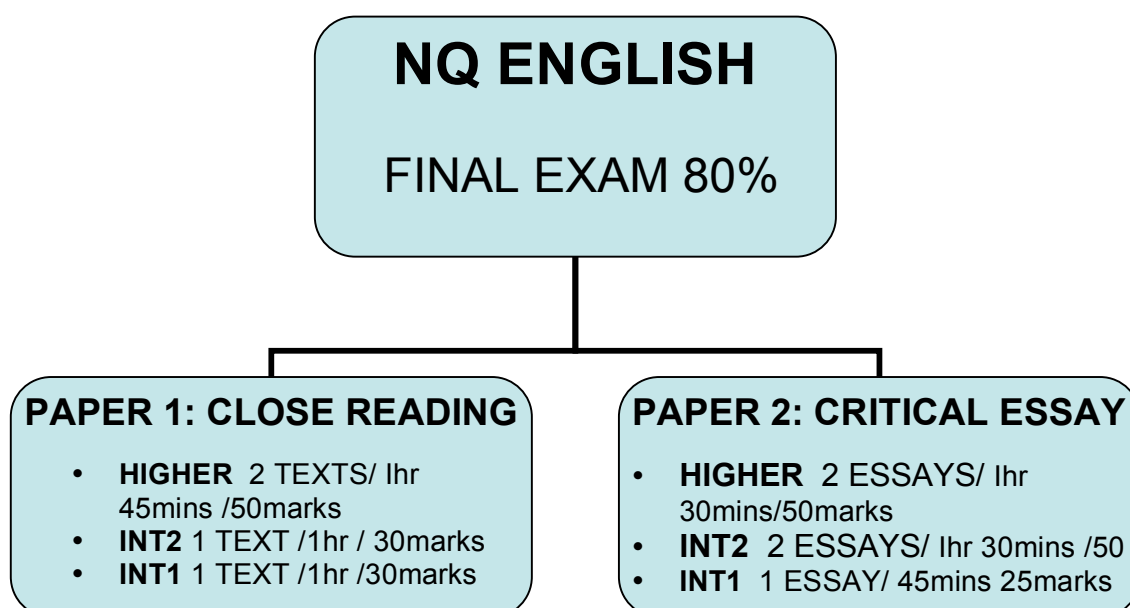 NQ ENGLISH
FINAL EXAM 80%
PAPER 1: CLOSE READING
• HIGHER 2 TEXTS/ Ihr
45mins /50marks
• INT2 1 TEXT /1hr / 30marks
• INT1 1 TEXT /1hr /30marks
PAPER 2: CRITICAL ESSAY
• HIGHER 2 ESSAYS/ Ihr
30mins/50marks
• INT2 2 ESSAYS/ Ihr 30mins /50
• INT1 1 ESSAY/ 45mins 25marks